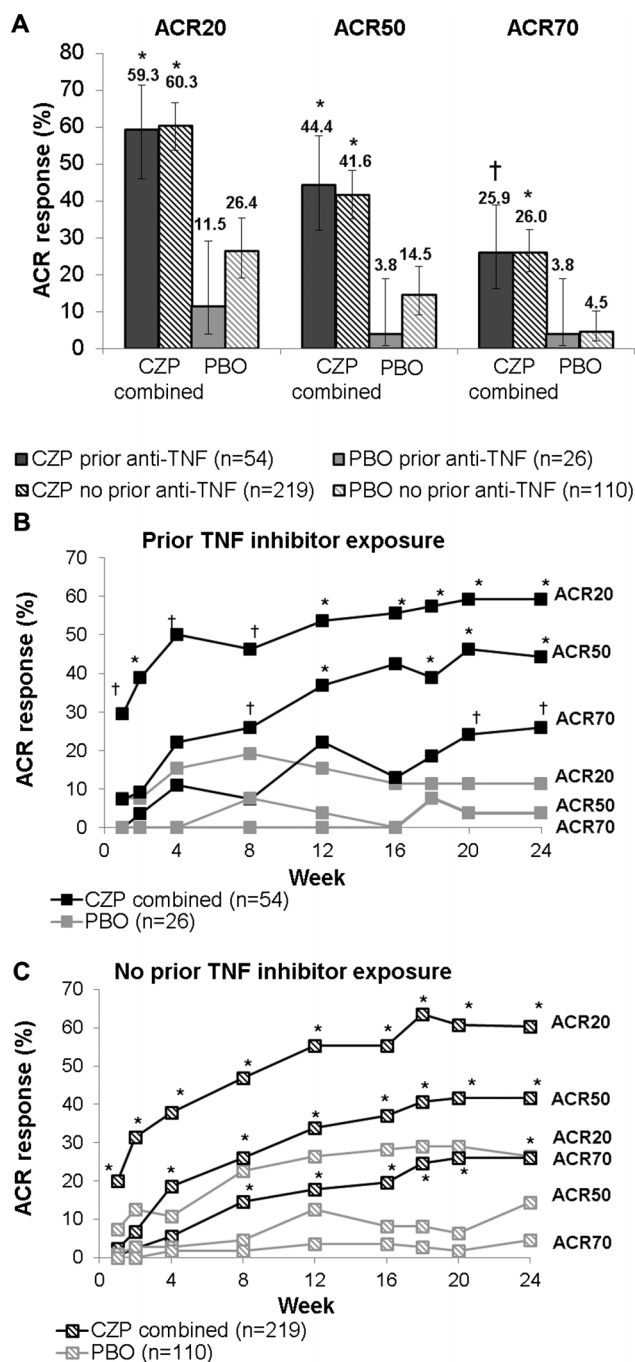 A
ACR20 ACR50 ACR70
ACR response (%)
80
70
60
50
40
30
20
10
0
* 59.3
* 60.3
11.5
26.4
* 44.4
* 41.6
3.8
14.5
† 25.9
* 26.0
3.8
4.5
CZP combined PBO CZP combined PBO CZP combined PBO
CZP prior anti-TNF (n=54) PBO prior anti-TNF (n=26)
CZP no prior anti-TNF (n=219) PBO no prior anti-TNF (n=110)
B
Prior TNF inhibitor exposure
ACR response (%)
70
60
50
40
30
20
10
0
† * † † * * * * *
ACR20
† * * * *
ACR50
† †
ACR70
ACR20
ACR50
ACR70
0 4 8 12 16 20 24
Week
CZP combined (n=54)
PBO (n=26)
C
No prior TNF inhibitor exposure
ACR response (%)
70
60
50
40
30
20
10
0
* * * * * * * * *
ACR20
* * * * * * *
ACR50
ACR20
* * * * * *
ACR70
ACR50
ACR70
0 4 8 12 16 20 24
Week
CZP combined (n=219)
PBO (n=110)